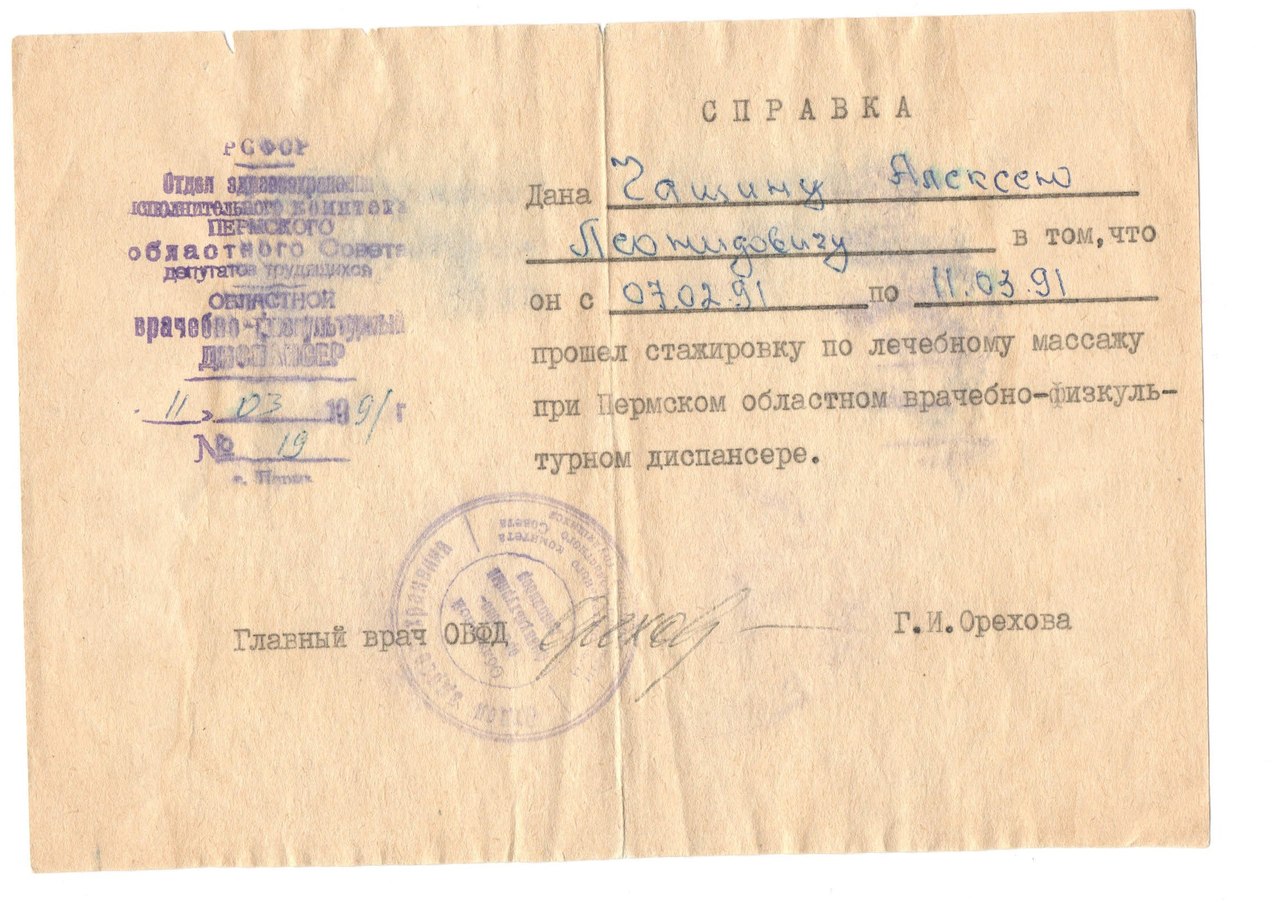 РСФСР
Отдел здравоохранения
исполнительного комитета
ПЕРМСКОГО
областного Совета
депутатов трудящихся
ОБЛАСТНОЙ
врачебно-физкультурный
ДИСПАНСЕР
11 » 03 1991 г
№ 19
г. Пермь
СПРАВКА
Дана Чащину Алексею
Леонидовичу в том, что
он с 07.02.91 по 11.03.91
прошел стажировку по лечебному массажу
при Пермском областном врачебно-физкуль-
турном диспансере.
Главный врач ОВФД Г.И.Орехова